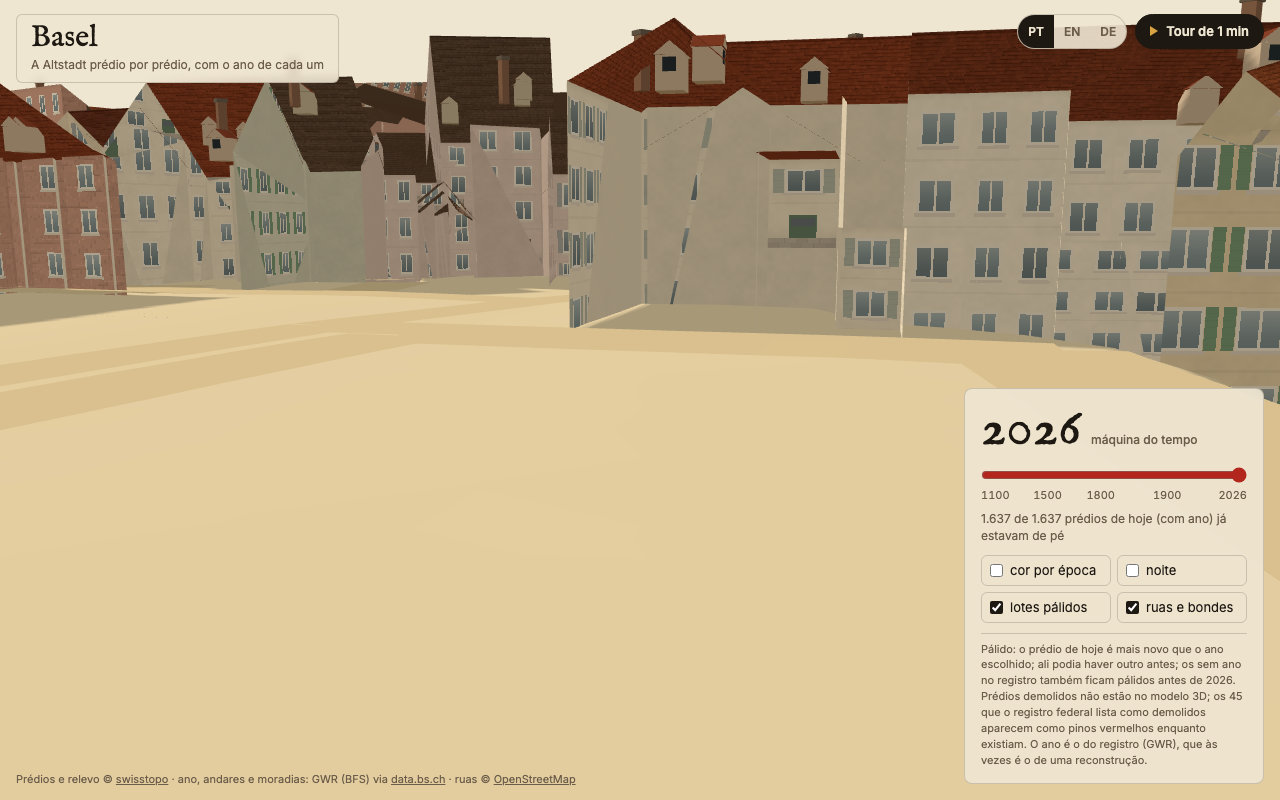 Basel
A Altstadt prédio por prédio, com o ano de cada um
PT EN DE
Tour de 1 min
2026 máquina do tempo
1100 1500 1800 1900 2026
1.637 de 1.637 prédios de hoje (com ano) já
estavam de pé
cor por época
noite
lotes pálidos
ruas e bondes
Pálido: o prédio de hoje é mais novo que o ano
escolhido; ali podia haver outro antes; os sem ano
no registro também ficam pálidos antes de 2026.
Prédios demolidos não estão no modelo 3D; os 45
que o registro federal lista como demolidos
aparecem como pinos vermelhos enquanto
existiam. O ano é o do registro (GWR), que às
vezes é o de uma reconstrução.
Prédios e relevo © swisstopo · ano, andares e moradias: GWR (BFS) via data.bs.ch · ruas © OpenStreetMap